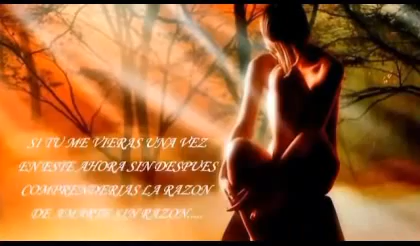 SI TU ME VIERAS UNA VEZ
EN ESTE AHORA SIN DESPUES
COMPRENDERIAS LA RAZON
DE AMARTE SIN RAZON.....